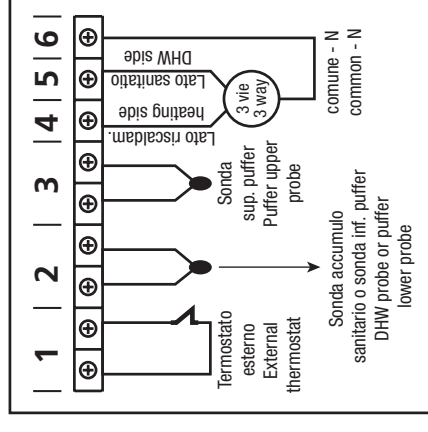 1 2 3 4 5 6
Termostato
esterno
External
thermostat
Sonda accumulo
sanitario o sonda inf. puffer
DHW probe or puffer
lower probe
Sonda
sup. puffer
Puffer upper
probe
Lato riscaldam.
heating side
Lato sanitatio
DHW side
3 vie
3 way
comune - N
common - N